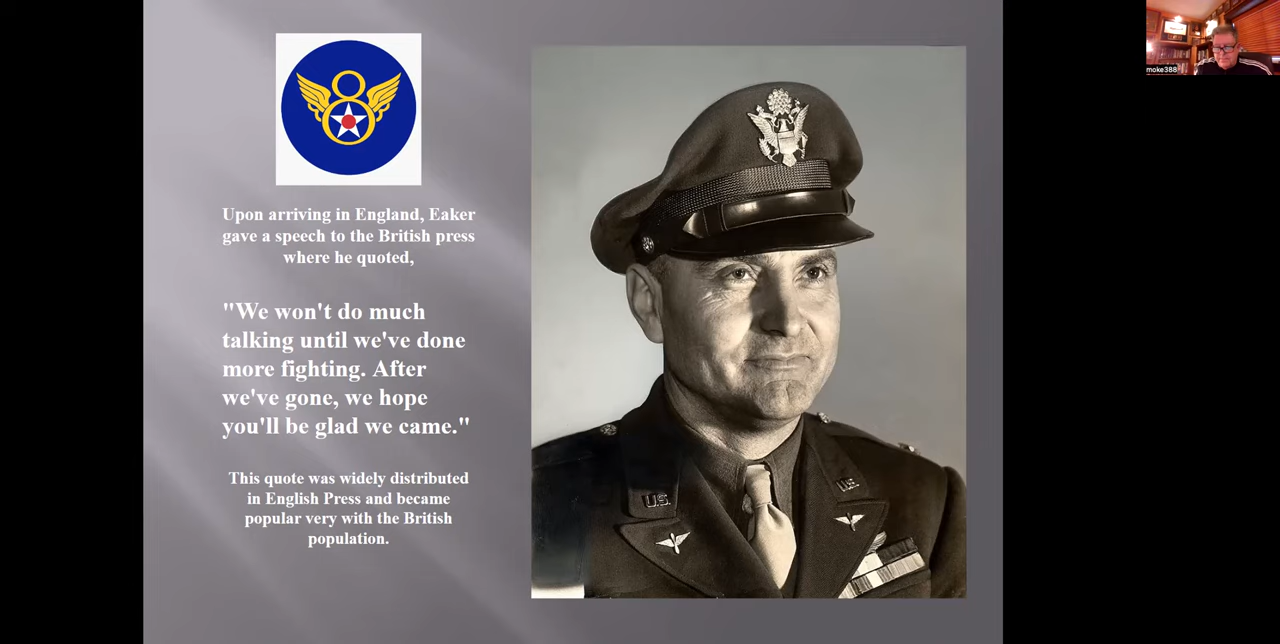 Upon arriving in England, Eaker
gave a speech to the British press
where he quoted,
"We won't do much
talking until we've done
more fighting. After
we've gone, we hope
you'll be glad we came."
This quote was widely distributed
in English Press and became
popular very with the British
population.
8
U.S.
U.S.
moke388